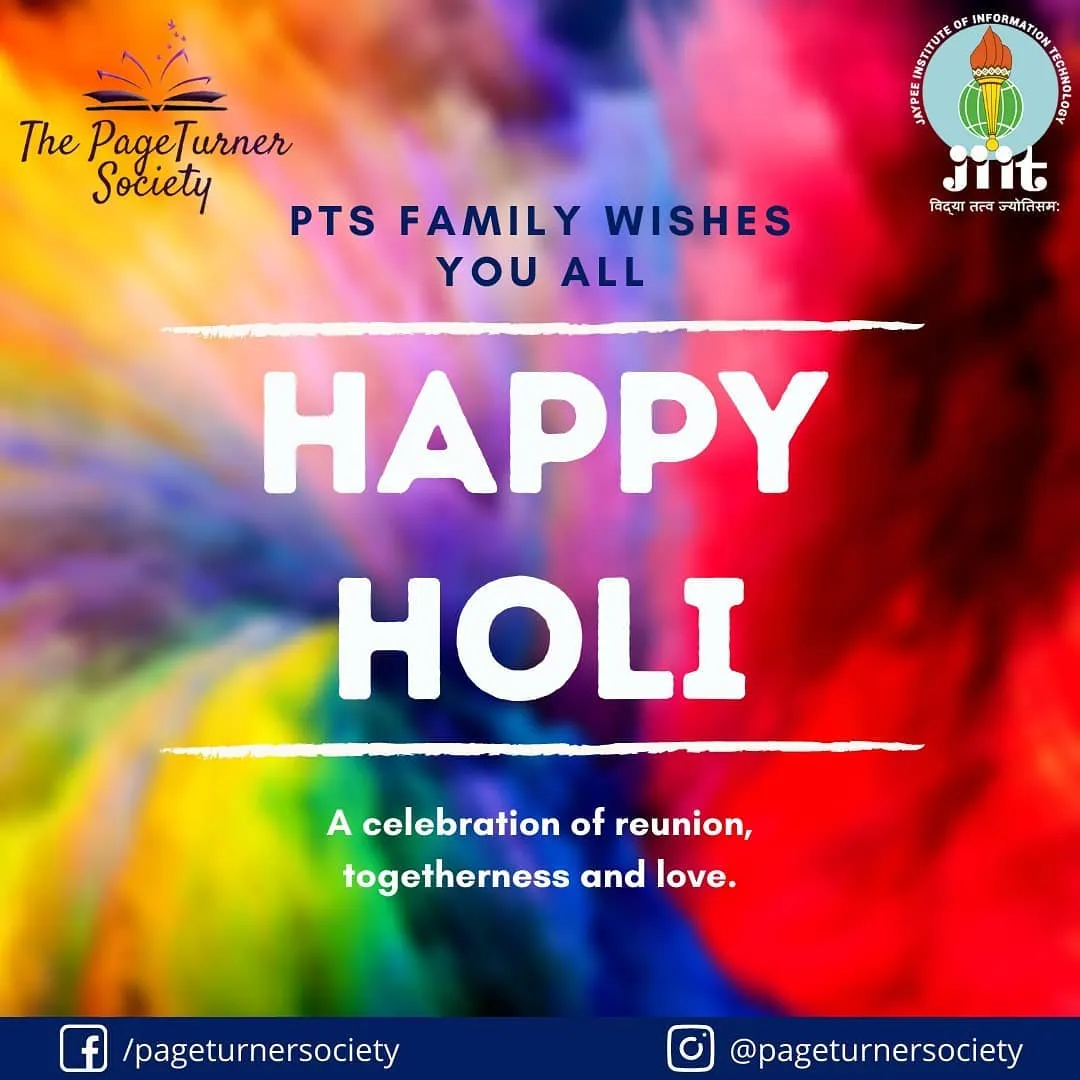 The PageTurner
Society
JAYPEE INSTITUTE OF INFORMATION TECHNOLOGY
jiit
विद्या तत्व ज्योतिसमः
PTS FAMILY WISHES
YOU ALL
HAPPY
HOLI
A celebration of reunion,
togetherness and love.
/pageturnersociety
@pageturnersociety